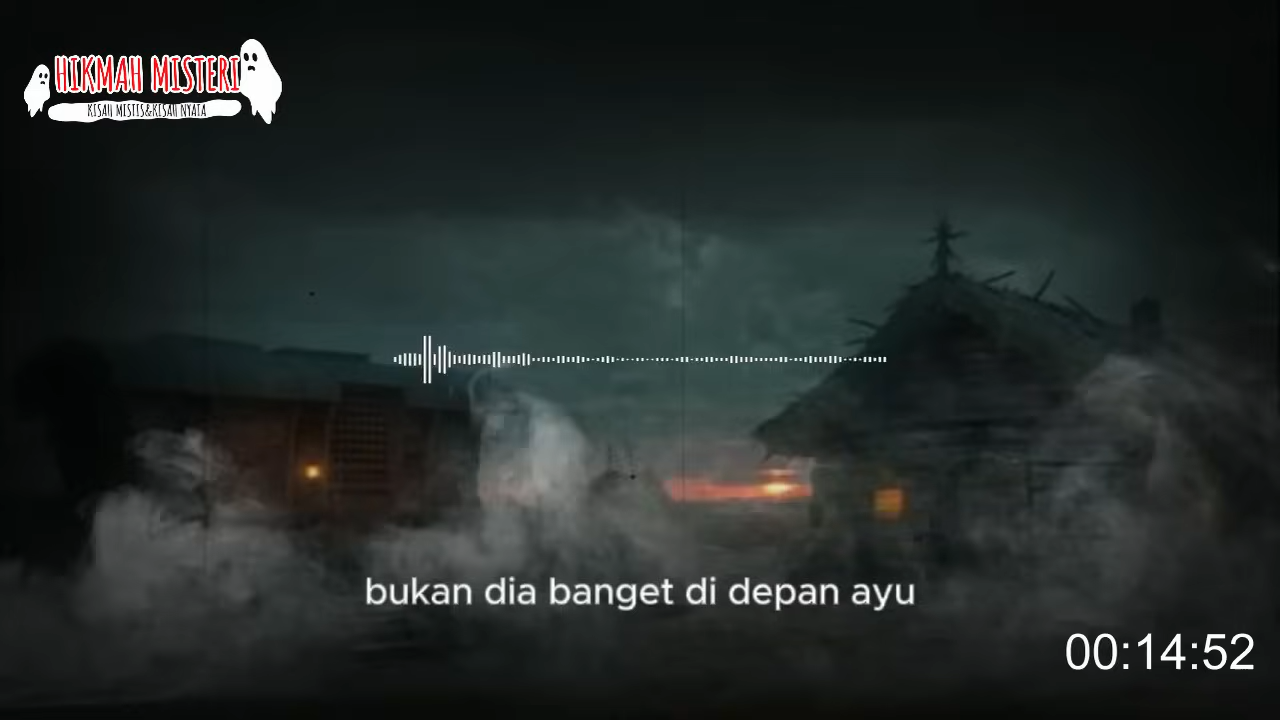 HIKMAH MISTERI
KISAH MISTIS&KISAH NYATA
bukan dia banget di depan ayu
00:14:52